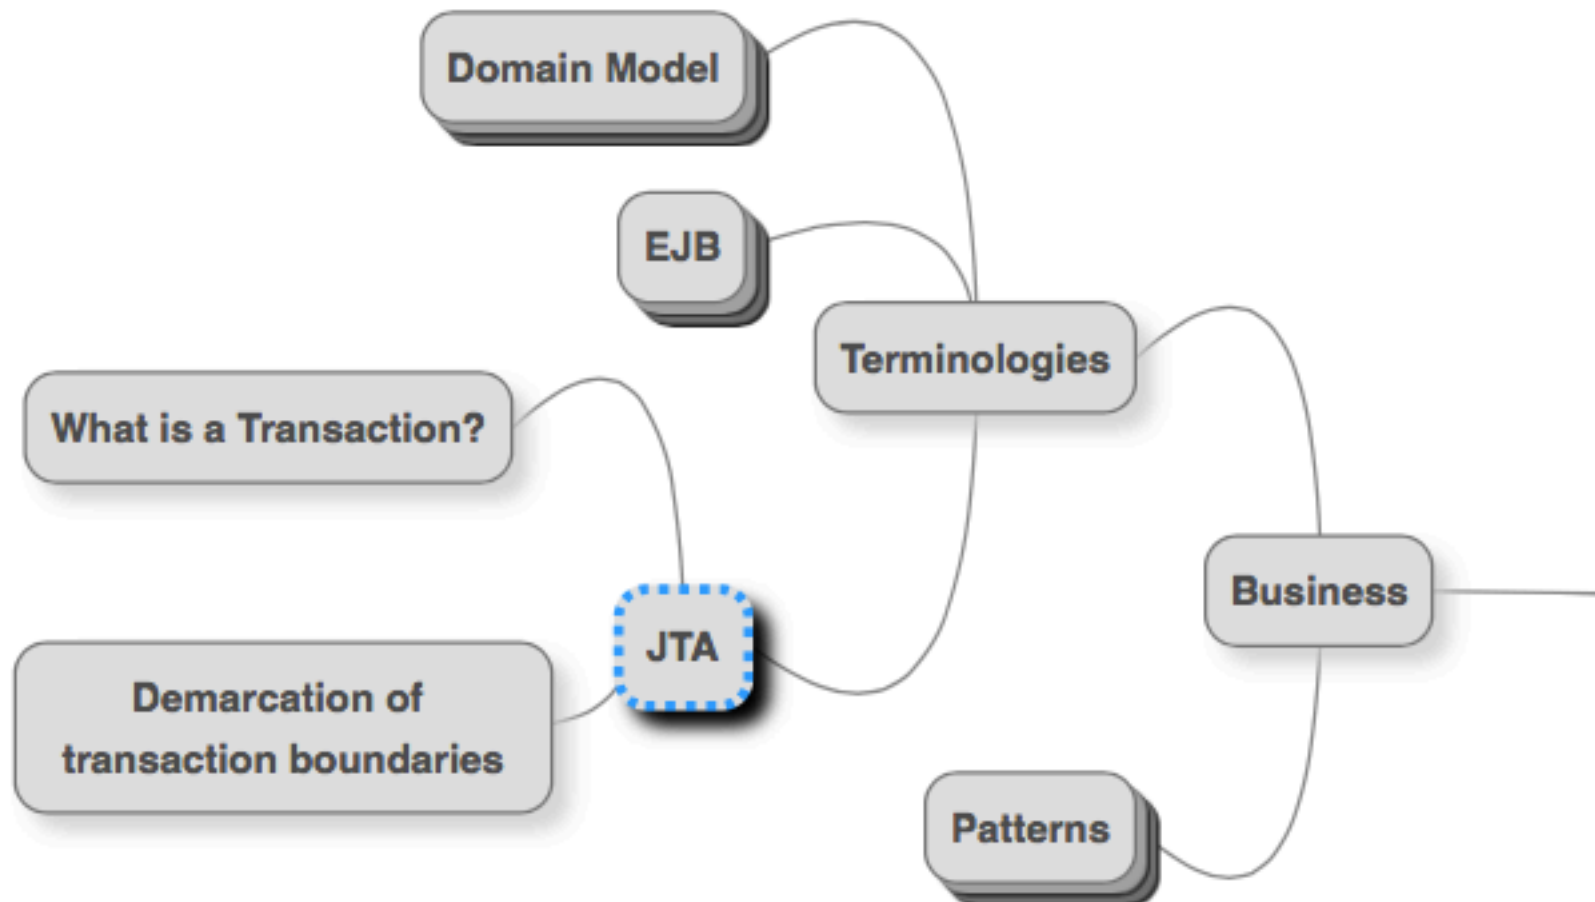 Domain Model
EJB
Terminologies
What is a Transaction?
Business
JTA
Demarcation of
transaction boundaries
Patterns